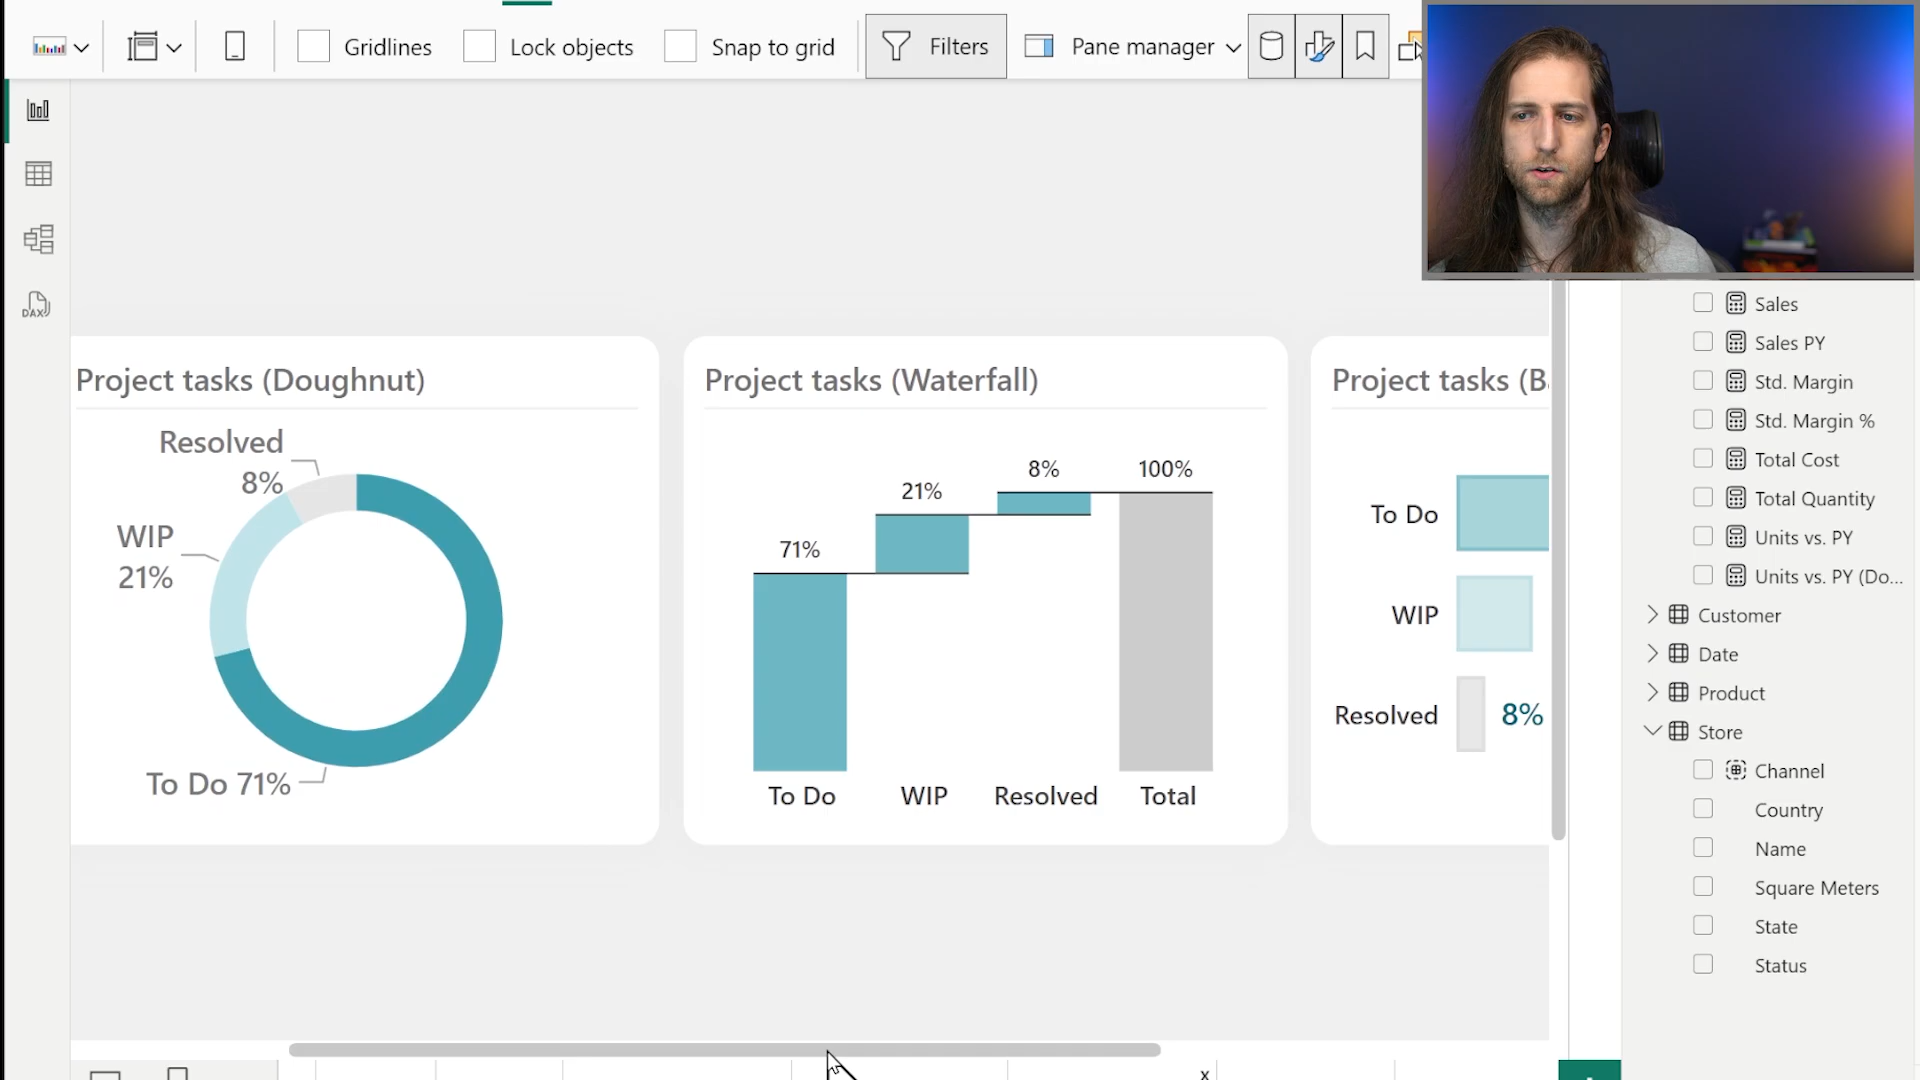 Gridlines
Lock objects
Snap to grid
Filters
Pane manager
DAX
Project tasks (Doughnut)
Resolved
8%
WIP
21%
To Do 71%
Project tasks (Waterfall)
71%
21%
8%
100%
To Do
WIP
Resolved
Total
Project tasks (B
To Do
WIP
Resolved
8%
Sales
Sales PY
Std. Margin
Std. Margin %
Total Cost
Total Quantity
Units vs. PY
Units vs. PY (Do...
Customer
Date
Product
Store
Channel
Country
Name
Square Meters
State
Status
x